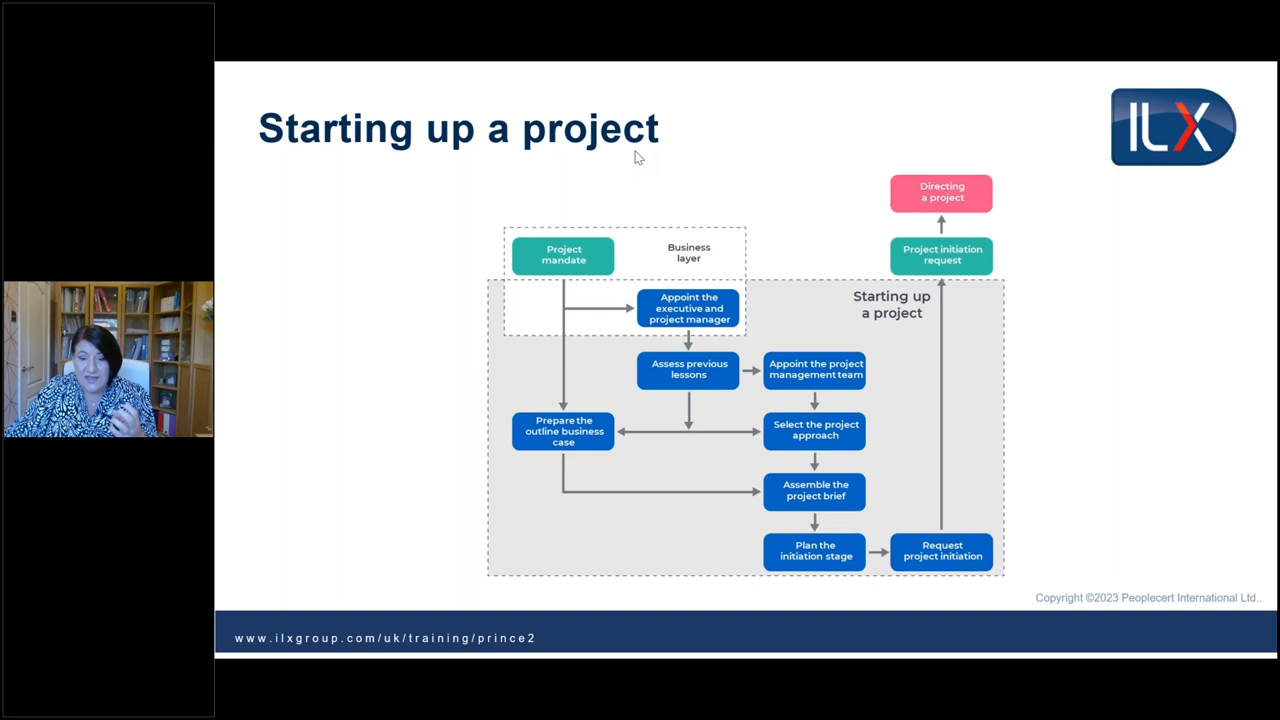 Starting up a project
ILX
Directing
a project
Project
mandate
Business
layer
Project initiation
request
Appoint the
executive and
project manager
Starting up
a project
Assess previous
lessons
Appoint the project
management team
Prepare the
outline business
case
Select the project
approach
Assemble the
project brief
Plan the
initiation stage
Request
project initiation
Copyright ©2023 Peoplecert International Ltd..
www.ilxgroup.com/uk/training/prince2